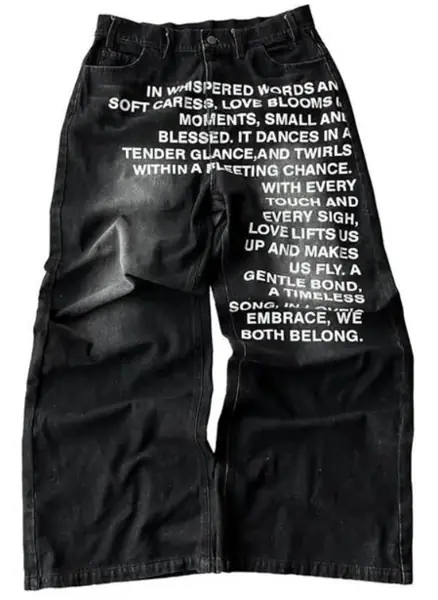 IN WHISPERED WORDS AN
SOFT CARESS, LOVE BLOOMS I
MOMENTS, SMALL AND
BLESSED. IT DANCES IN A
TENDER GLANCE,AND TWIRLS
WITHIN A FLEETING CHANCE.
WITH EVERY
TOUCH AND
EVERY SIGH,
LOVE LIFTS US
UP AND MAKES
US FLY. A
GENTLE BOND,
A TIMELESS
SONG, IN LOVE'S
EMBRACE, WE
BOTH BELONG.